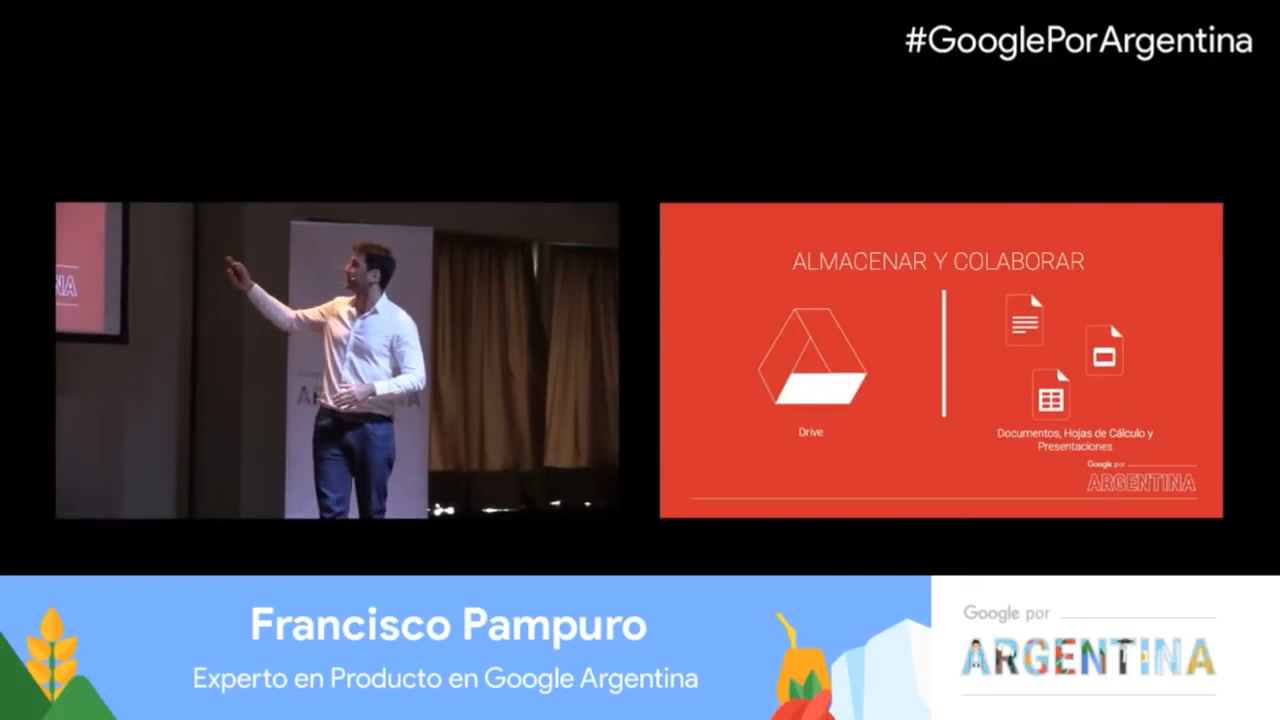 #GooglePorArgentina
NA
ALMACENAR Y COLABORAR
Drive
Documentos, Hojas de Cálculo y
Presentaciones
Google por
ARGENTINA
Francisco Pampuro
Experto en Producto en Google Argentina
Google por
ARGENTINA